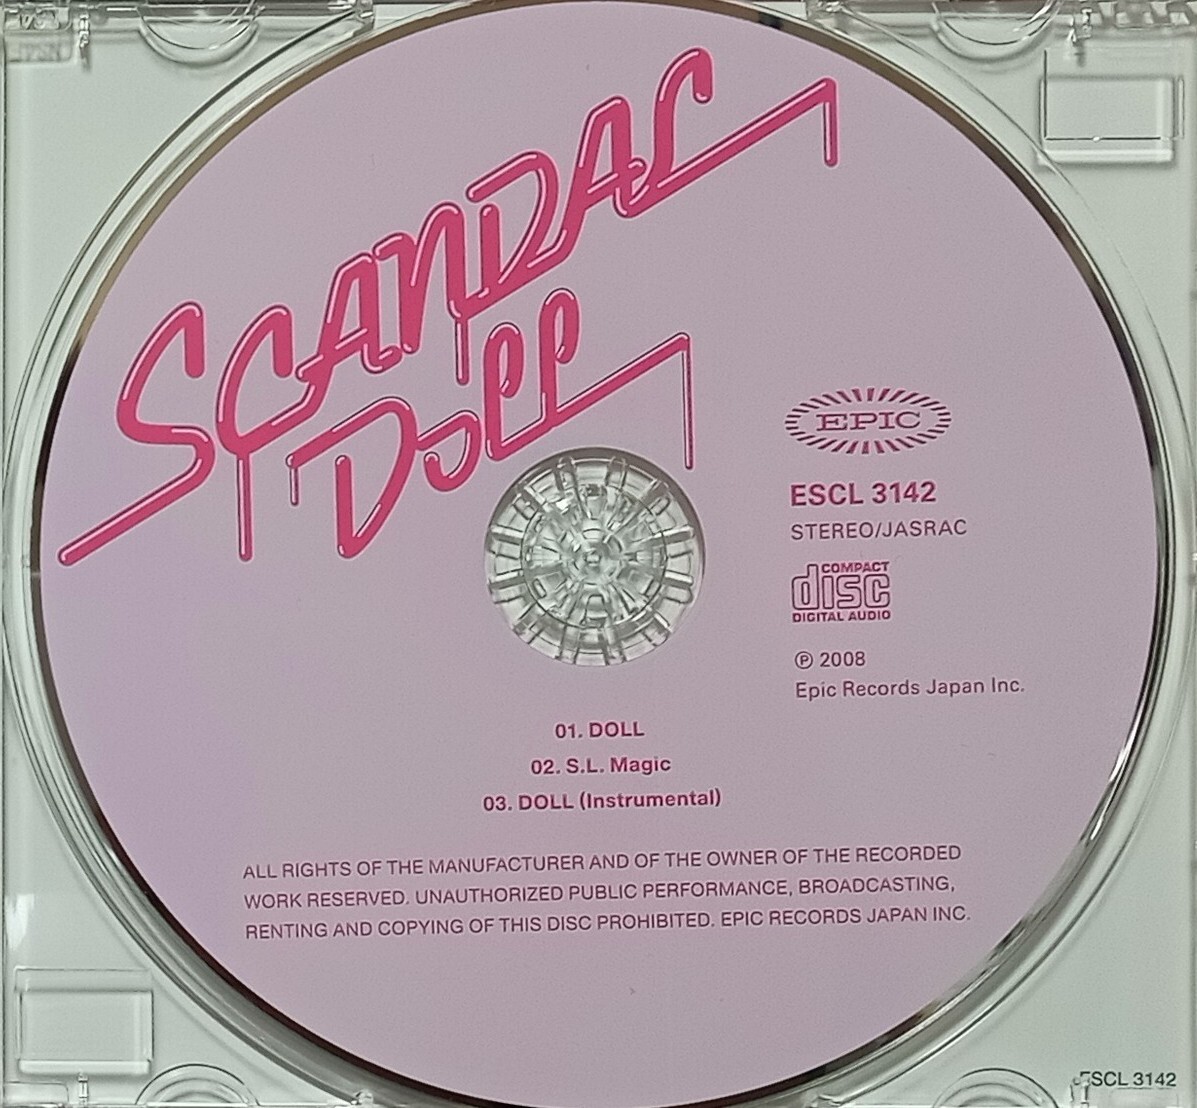 SCANDAL
DOLL
EPIC
ESCL 3142
STEREO/JASRAC
COMPACT
disc
DIGITAL AUDIO
℗ 2008
Epic Records Japan Inc.
01. DOLL
02. S.L. Magic
03. DOLL (Instrumental)
ALL RIGHTS OF THE MANUFACTURER AND OF THE OWNER OF THE RECORDED
WORK RESERVED. UNAUTHORIZED PUBLIC PERFORMANCE, BROADCASTING,
RENTING AND COPYING OF THIS DISC PROHIBITED. EPIC RECORDS JAPAN INC.
ESCL 3142